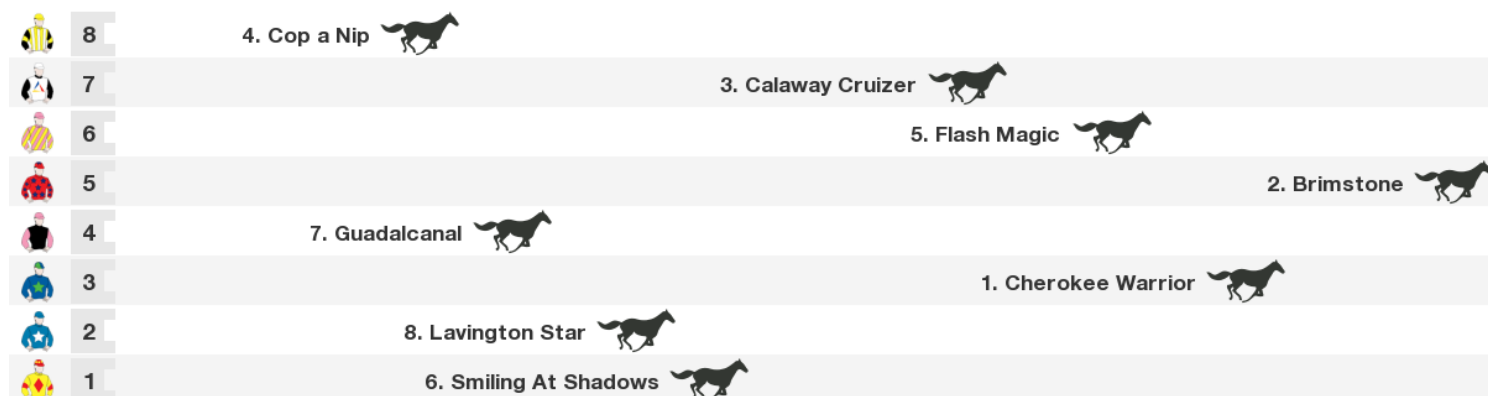 8 4. Cop a Nip
7 3. Calaway Cruizer
6 5. Flash Magic
5 2. Brimstone
4 7. Guadalcanal
3 1. Cherokee Warrior
2 8. Lavington Star
1 6. Smiling At Shadows